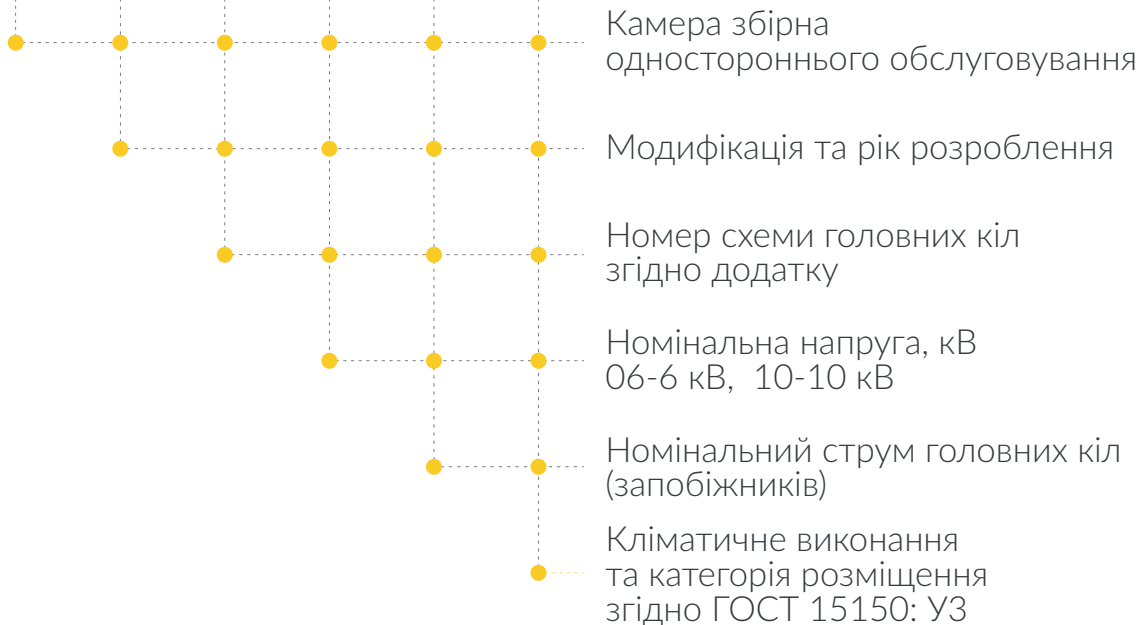 Камера збірна
одностороннього обслуговування
Модифікація та рік розроблення
Номер схеми головних кіл
згідно додатку
Номінальна напруга, кВ
06-6 кВ, 10-10 кВ
Номінальний струм головних кіл
(запобіжників)
Кліматичне виконання
та категорія розміщення
згідно ГОСТ 15150: У3